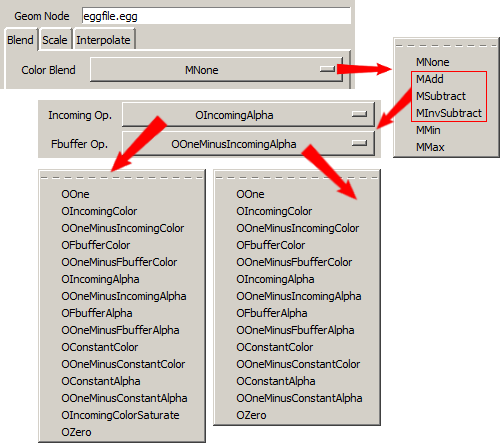 Geom Node eggfile.egg
Blend Scale Interpolate
Color Blend MNone
MNone
MAdd
MSubtract
MInvSubtract
MMin
MMax
Incoming Op. OIncomingAlpha
Fbuffer Op. OOneMinusIncomingAlpha
OOne
OIncomingColor
OOneMinusIncomingColor
OFbufferColor
OOneMinusFbufferColor
OIncomingAlpha
OOneMinusIncomingAlpha
OFbufferAlpha
OOneMinusFbufferAlpha
OConstantColor
OOneMinusConstantColor
OConstantAlpha
OOneMinusConstantAlpha
OIncomingColorSaturate
OZero
OOne
OIncomingColor
OOneMinusIncomingColor
OFbufferColor
OOneMinusFbufferColor
OIncomingAlpha
OOneMinusIncomingAlpha
OFbufferAlpha
OOneMinusFbufferAlpha
OConstantColor
OOneMinusConstantColor
OConstantAlpha
OOneMinusConstantAlpha
OZero